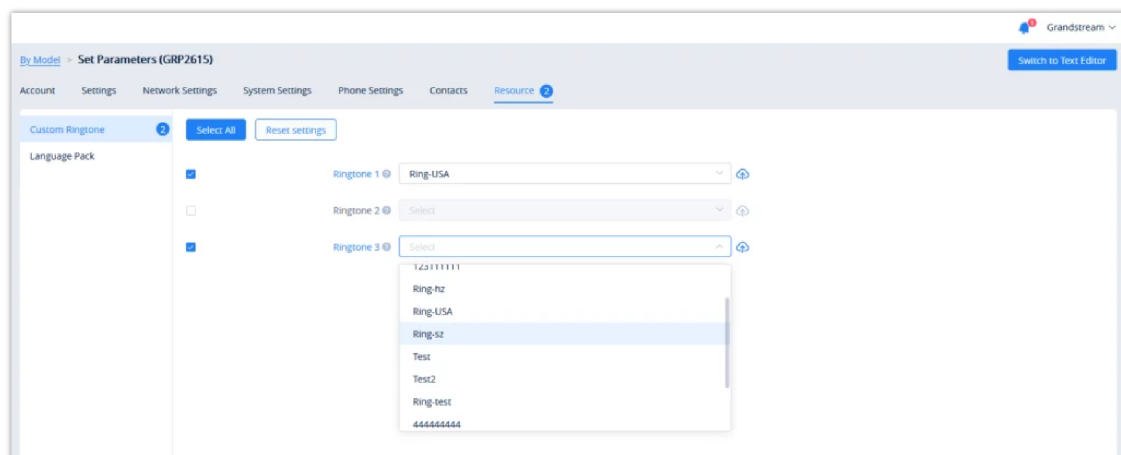 1
Grandstream
By Model > Set Parameters (GRP2615)
Switch to Text Editor
Account Settings Network Settings System Settings Phone Settings Contacts Resource 2
Custom Ringtone 2
Select All Reset settings
Language Pack
Ringtone 1 Ring-USA
Ringtone 2 Select
Ringtone 3 Select
123111111
Ring-hz
Ring-USA
Ring-sz
Test
Test2
Ring-test
444444444